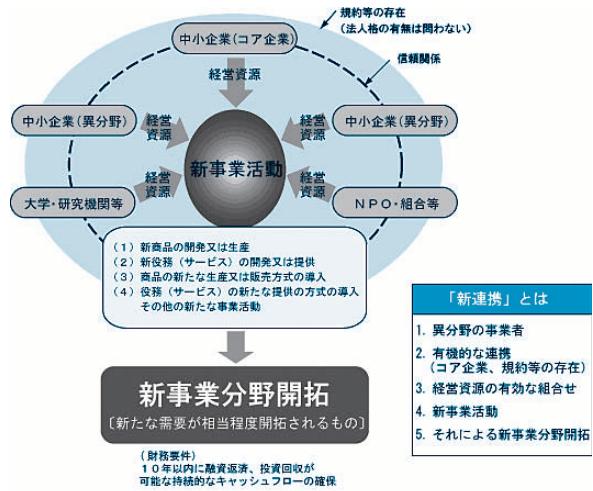 規約等の存在
(法人格の有無は問わない)
中小企業(コア企業)
信頼関係
経営資源
中小企業(異分野)
経営
資源
経営
資源
中小企業(異分野)
新事業活動
大学・研究機関等
経営
資源
経営
資源
NPO・組合等
(1) 新商品の開発又は生産
(2) 新役務(サービス)の開発又は提供
(3) 商品の新たな生産又は販売方式の導入
(4) 役務(サービス)の新たな提供の方式の導入
その他の新たな事業活動
新事業分野開拓
〔新たな需要が相当程度開拓されるもの〕
(財務要件)
10年以内に融資返済、投資回収が
可能な持続的なキャッシュフローの確保
「新連携」とは
1. 異分野の事業者
2. 有機的な連携
(コア企業、規約等の存在)
3. 経営資源の有効な組合せ
4. 新事業活動
5. それによる新事業分野開拓